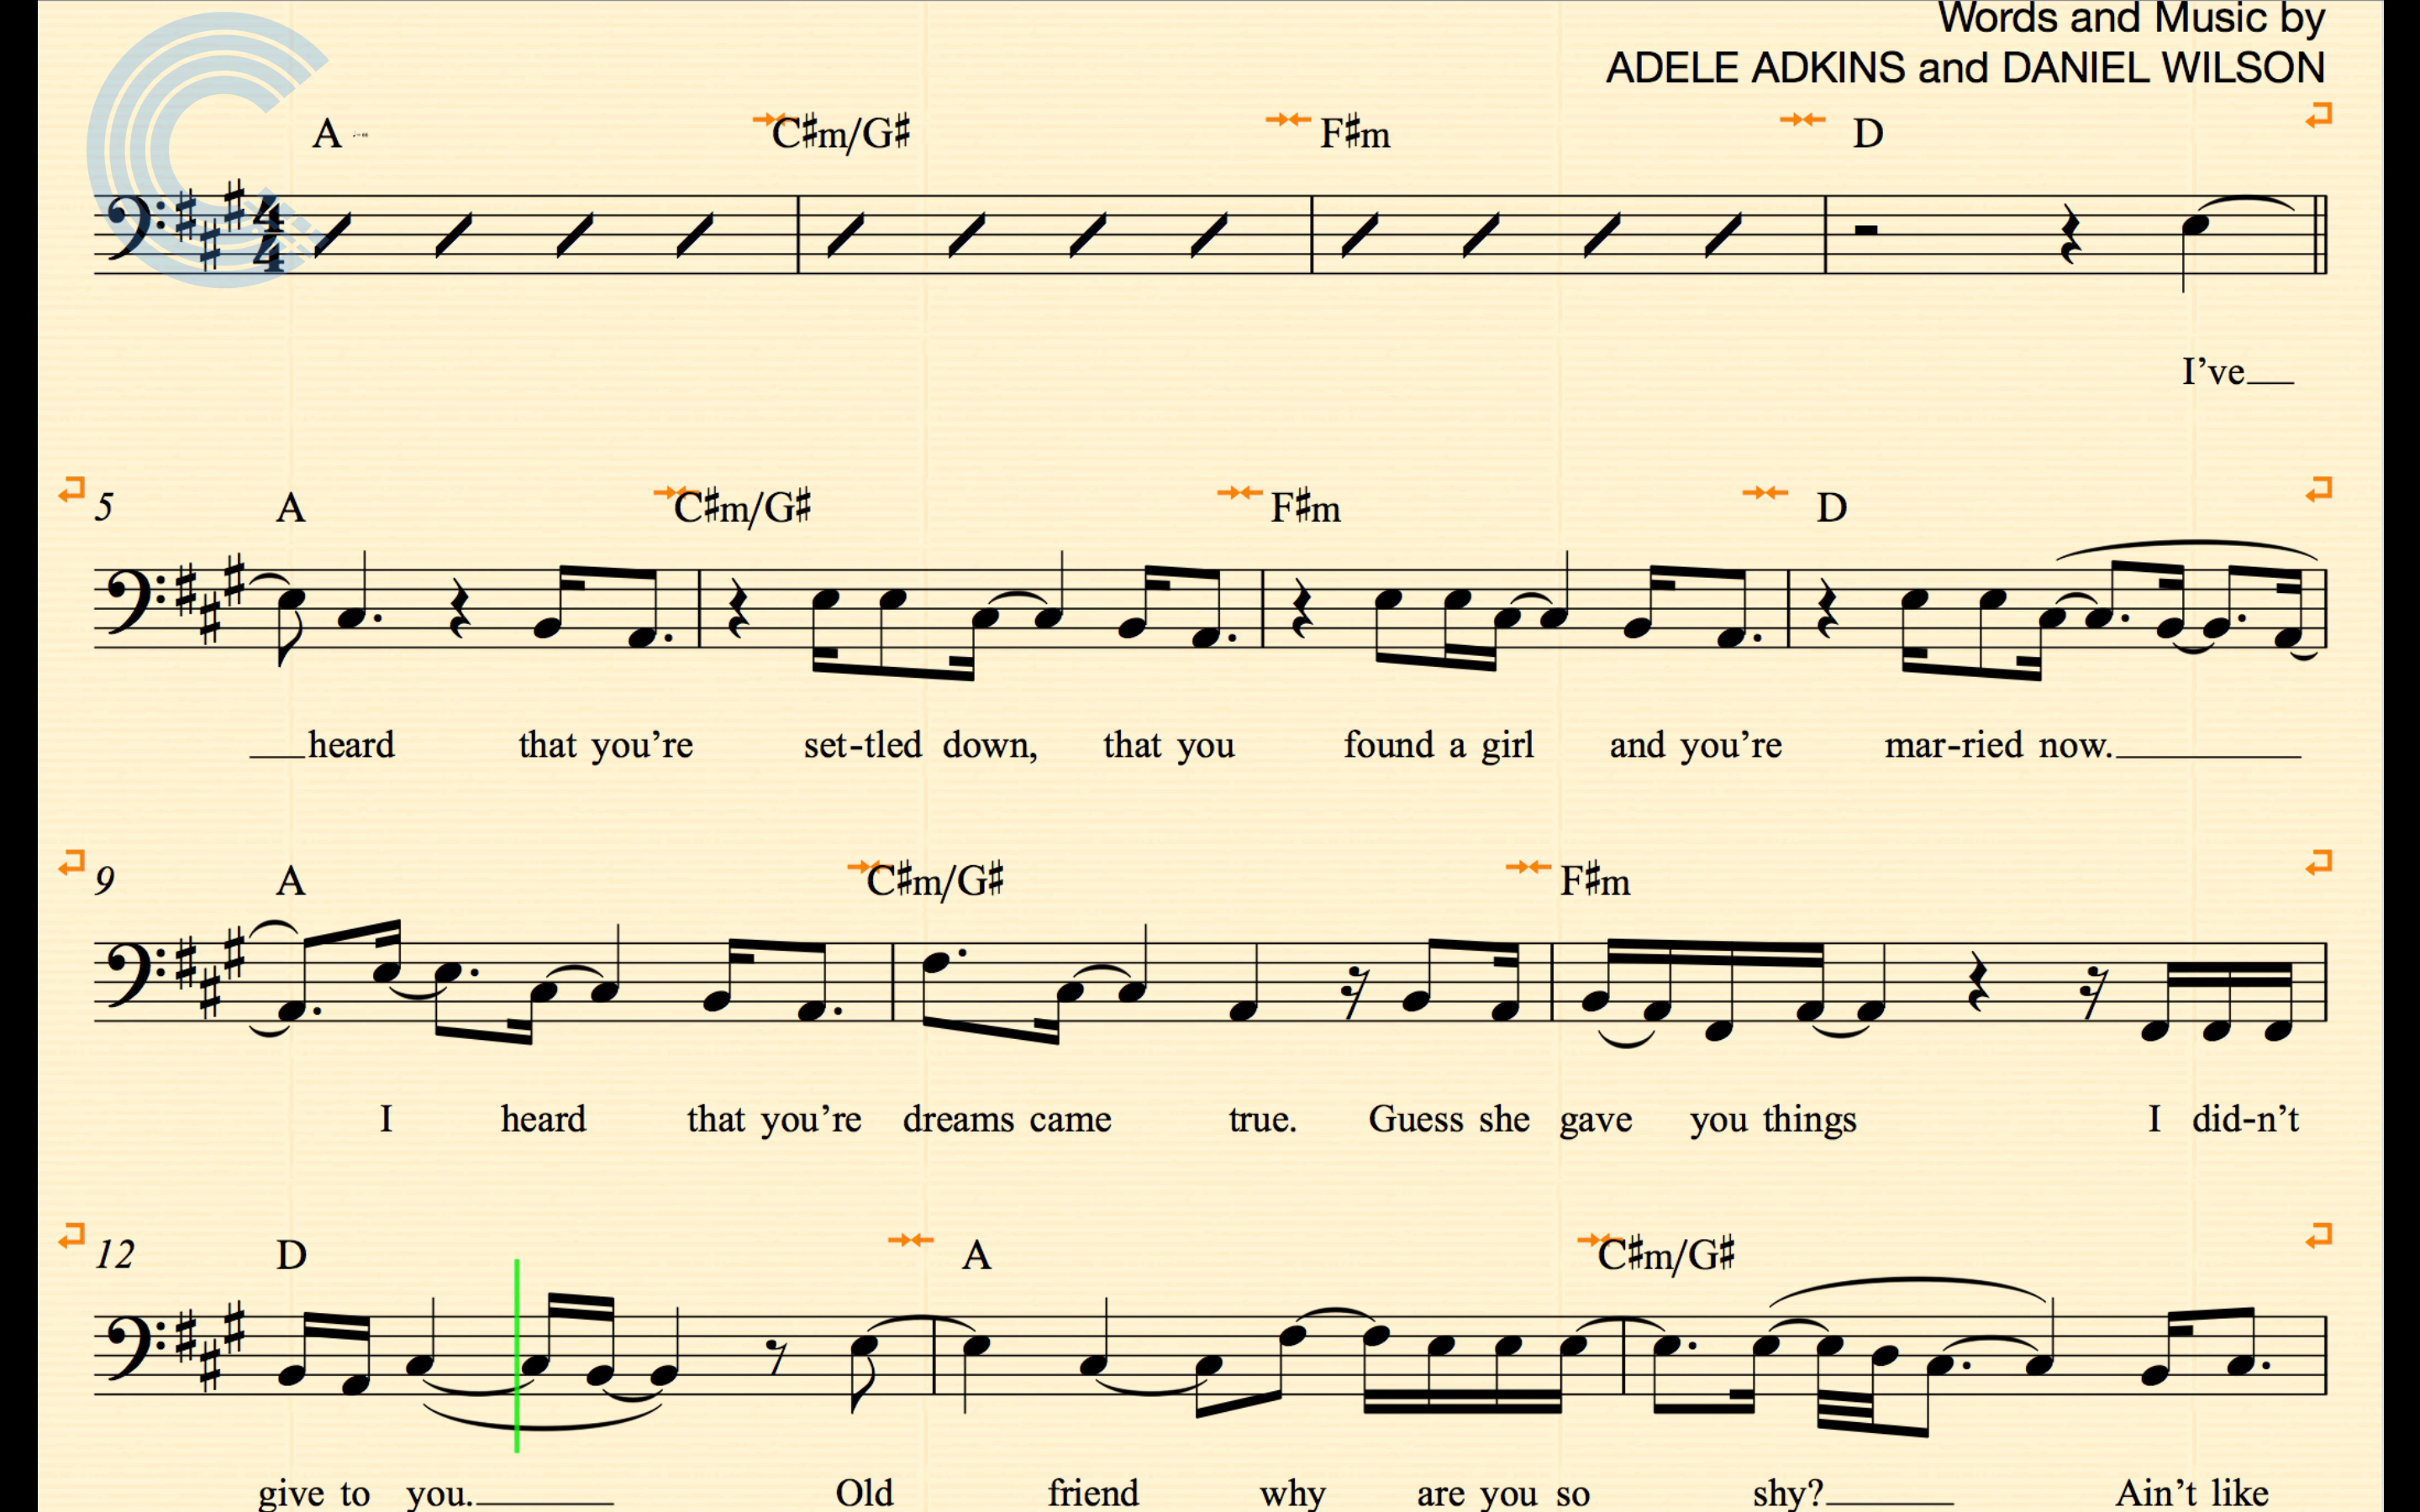 Words and Music by
ADELE ADKINS and DANIEL WILSON
A C♯m/G♯ F♯m D
4
4
I've
5 A C♯m/G♯ F♯m D
heard that you're set-tled down, that you found a girl and you're mar-ried now.
9 A C♯m/G♯ F♯m
I heard that you're dreams came true. Guess she gave you things I did-n't
12 D A C♯m/G♯
give to you. Old friend why are you so shy? Ain't like